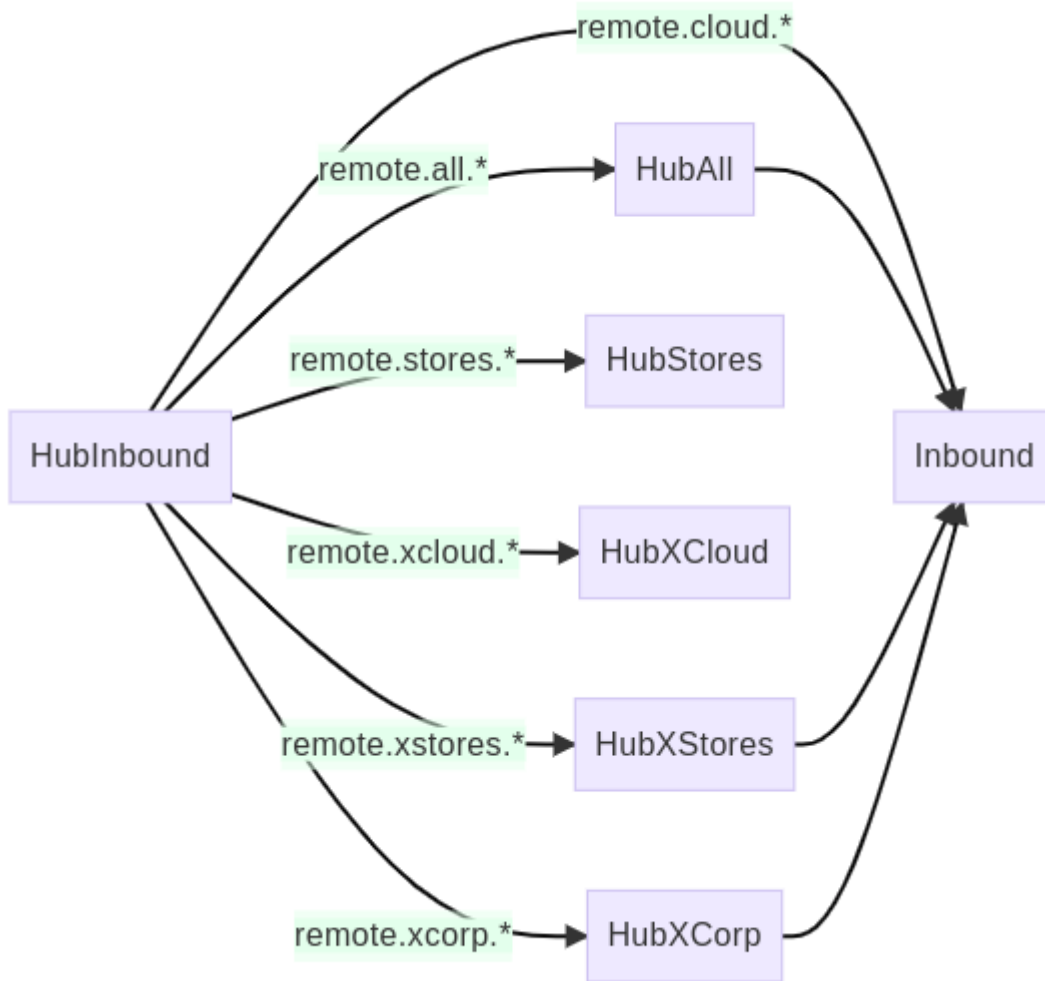 remote.cloud.*
remote.all.*
HubAll
remote.stores.*
HubStores
HubInbound
Inbound
remote.xcloud.*
HubXCloud
remote.xstores.*
HubXStores
remote.xcorp.*
HubXCorp